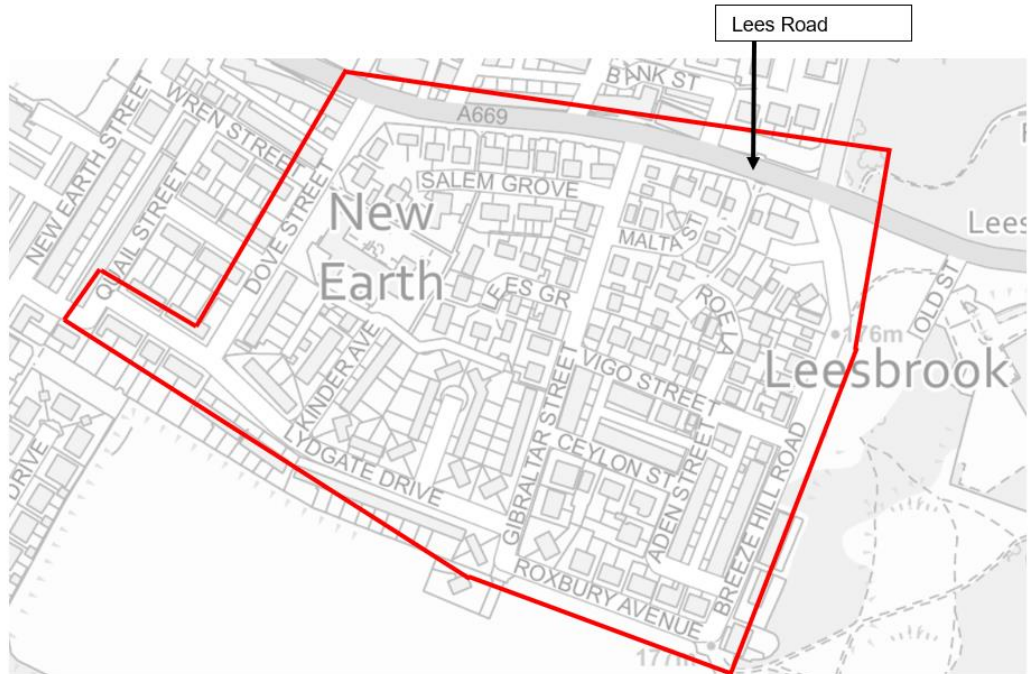 Lees Road
BANK ST
A669
WREN STREET
NEW EARTH STREET
QUAIL STREET
DOVE STREET
SALEM GROVE
New
Earth
MALTA ST
Lees
OLD ST
ES GR
176m
Leesbrook
KINDER AVE
VIGO STREET
GIBRALTAR STREET
CEYLON ST
ADEN STREET
LYDGATE DRIVE
DRIVE
BREEZE HILL ROAD
ROXBURY AVENUE
177m